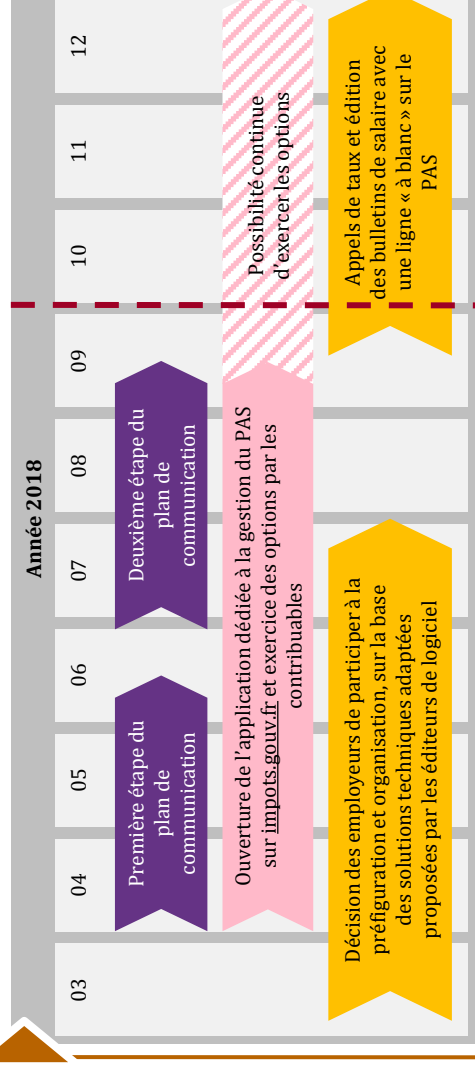 Année 2018
03
04
05
06
07
08
09
10
11
12
Première étape du
plan de
communication
Deuxième étape du
plan de
communication
Ouverture de l'application dédiée à la gestion du PAS
sur impots.gouv.fr et exercice des options par les
contribuables
Possibilité continue
d'exercer les options
Décision des employeurs de participer à la
préfiguration et organisation, sur la base
des solutions techniques adaptées
proposées par les éditeurs de logiciel
Appels de taux et édition
des bulletins de salaire avec
une ligne « à blanc » sur le
PAS